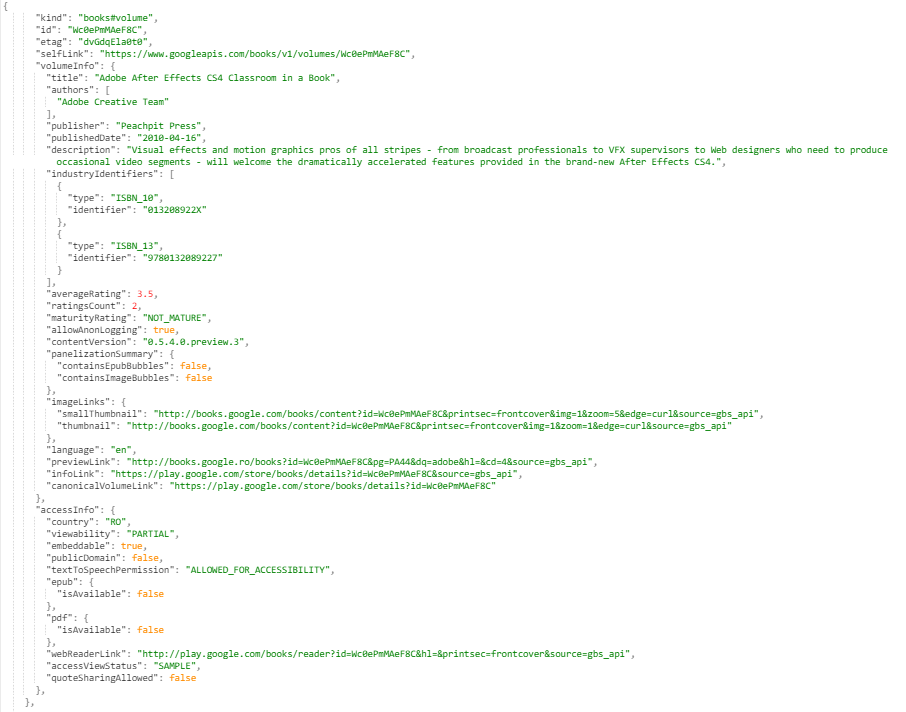 {
"kind": "books#volume",
"id": "Wc0ePmMAeF8C",
"etag": "dvGdqEla0t0",
"selfLink": "https://www.googleapis.com/books/v1/volumes/Wc0ePmMAeF8C",
"volumeInfo": {
"title": "Adobe After Effects CS4 Classroom in a Book",
"authors": [
"Adobe Creative Team"
],
"publisher": "Peachpit Press",
"publishedDate": "2010-04-16",
"description": "Visual effects and motion graphics pros of all stripes - from broadcast professionals to VFX supervisors to Web designers who need to produce
occasional video segments - will welcome the dramatically accelerated features provided in the brand-new After Effects CS4.",
"industryIdentifiers": [
{
"type": "ISBN_10",
"identifier": "013208922X"
},
{
"type": "ISBN_13",
"identifier": "9780132089227"
}
],
"averageRating": 3.5,
"ratingsCount": 2,
"maturityRating": "NOT_MATURE",
"allowAnonLogging": true,
"contentVersion": "0.5.4.0.preview.3",
"panelizationSummary": {
"containsEpubBubbles": false,
"containsImageBubbles": false
},
"imageLinks": {
"smallThumbnail": "http://books.google.com/books/content?id=Wc0ePmMAeF8C&printsec=frontcover&img=1&zoom=5&edge=curl&source=gbs_api",
"thumbnail": "http://books.google.com/books/content?id=Wc0ePmMAeF8C&printsec=frontcover&img=1&zoom=1&edge=curl&source=gbs_api"
},
"language": "en",
"previewLink": "http://books.google.ro/books?id=Wc0ePmMAeF8C&pg=PA44&dq=adobe&hl=&cd=4&source=gbs_api",
"infoLink": "https://play.google.com/store/books/details?id=Wc0ePmMAeF8C&source=gbs_api",
"canonicalVolumeLink": "https://play.google.com/store/books/details?id=Wc0ePmMAeF8C"
},
"accessInfo": {
"country": "RO",
"viewability": "PARTIAL",
"embeddable": true,
"publicDomain": false,
"textToSpeechPermission": "ALLOWED_FOR_ACCESSIBILITY",
"epub": {
"isAvailable": false
},
"pdf": {
"isAvailable": false
},
"webReaderLink": "http://play.google.com/books/reader?id=Wc0ePmMAeF8C&hl=&printsec=frontcover&source=gbs_api",
"accessViewStatus": "SAMPLE",
"quoteSharingAllowed": false
},
},